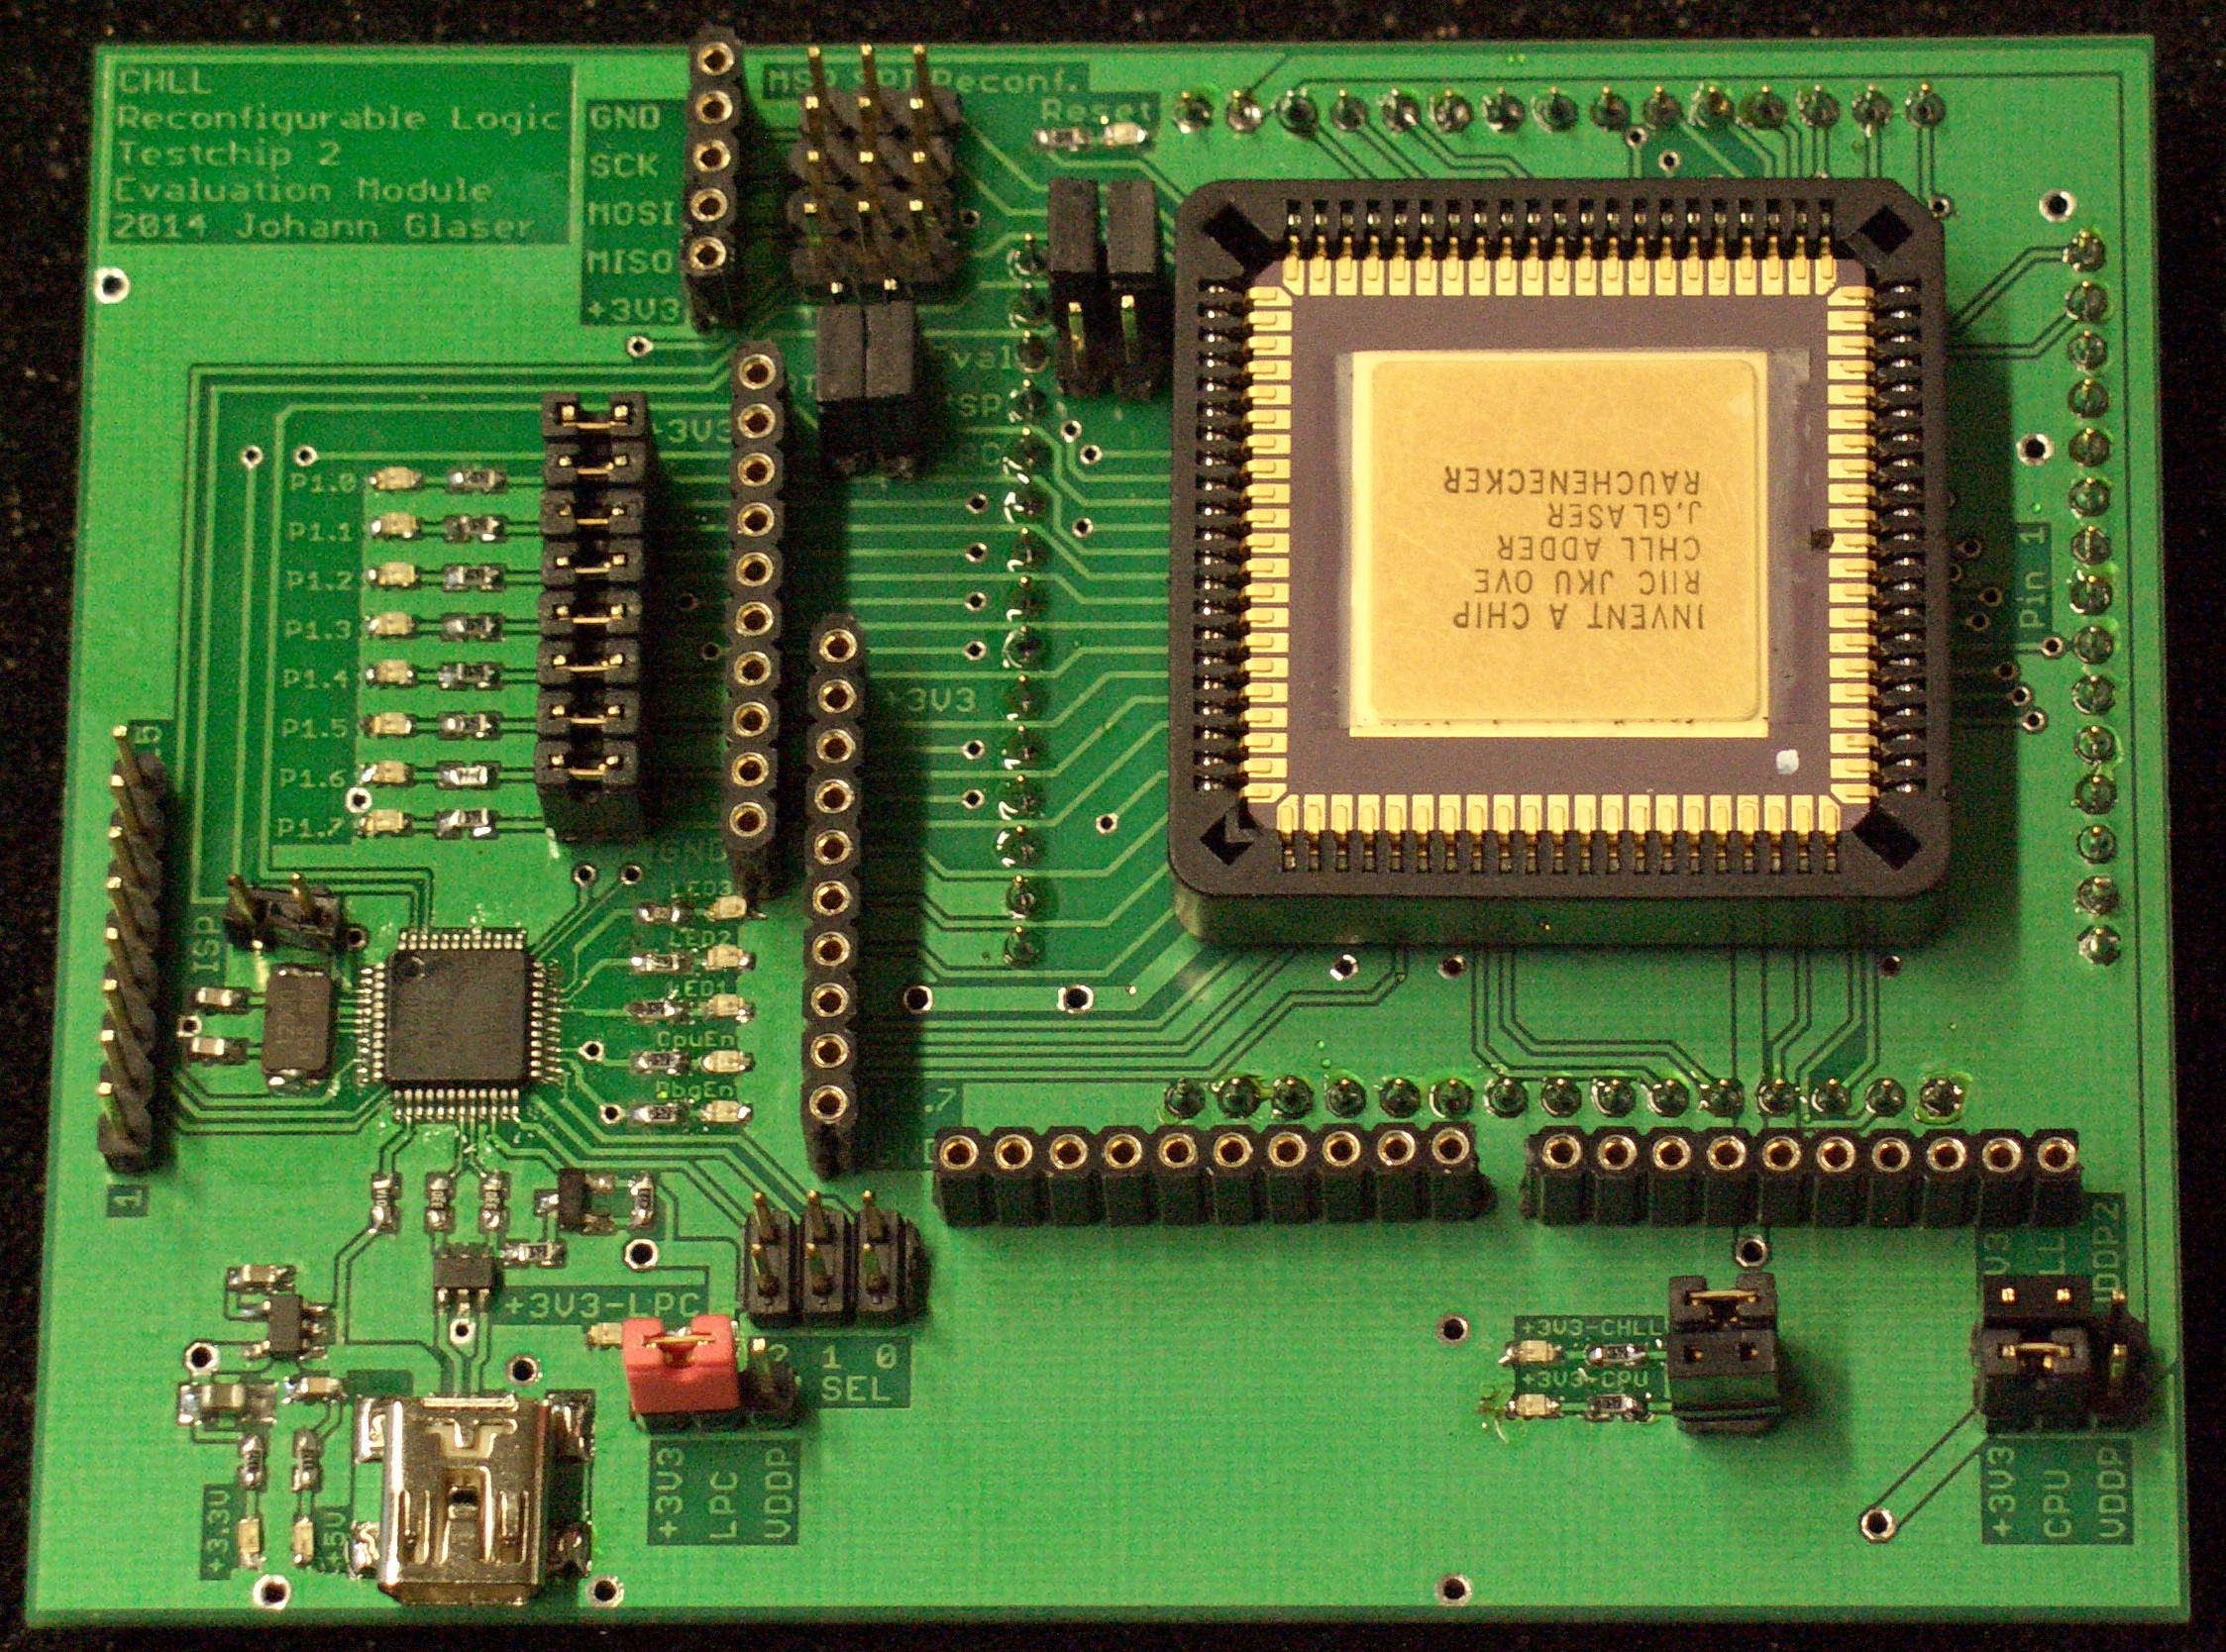 CHLL
Reconfigurable Logic
Testchip 2
Evaluation Module
2014 Johann Glaser
GND
SCK
MOSI
MISO
+3V3
Reconf.
Reset
+3V3
P1.0
P1.1
P1.2
P1.3
P1.4
P1.5
P1.6
P1.7
GND
+3V3
INVENT A CHIP
RIIC JKU OVE
CHLL ADDER
J.GLASER
RAUCHENECKER
Pin 1
ISP
1
LED3
LED2
LED1
CpuEn
DbgEn
+3V3-LPC
1 0
SEL
+3V3
LPC
VDDP
+3.3V
+5V
+3V3-CHLL
+3V3-CPU
+3V3
CPU
VDDP